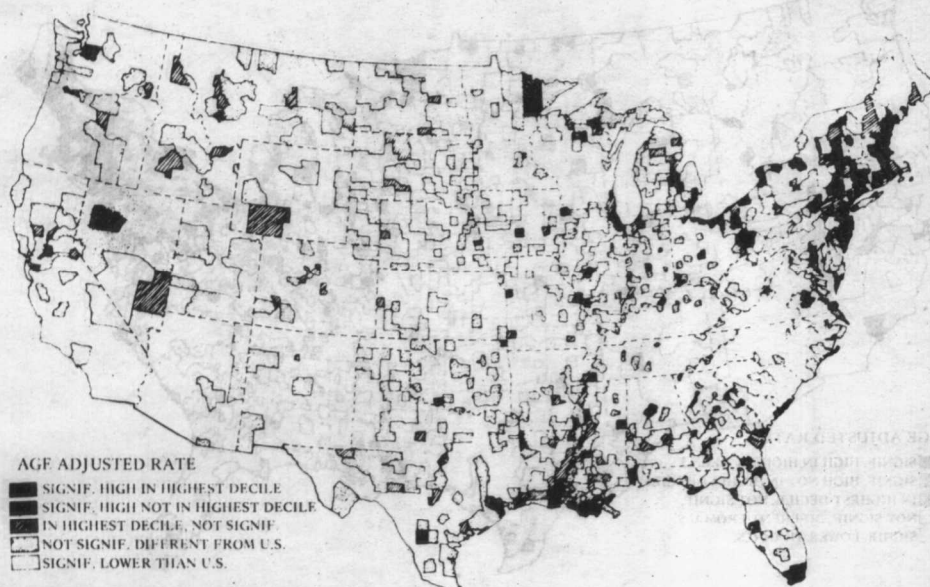 AGE ADJUSTED RATE
SIGNIF. HIGH IN HIGHEST DECILE
SIGNIF. HIGH NOT IN HIGHEST DECILE
IN HIGHEST DECILE, NOT SIGNIF.
NOT SIGNIF. DIFFERENT FROM U.S.
SIGNIF. LOWER THAN U.S.